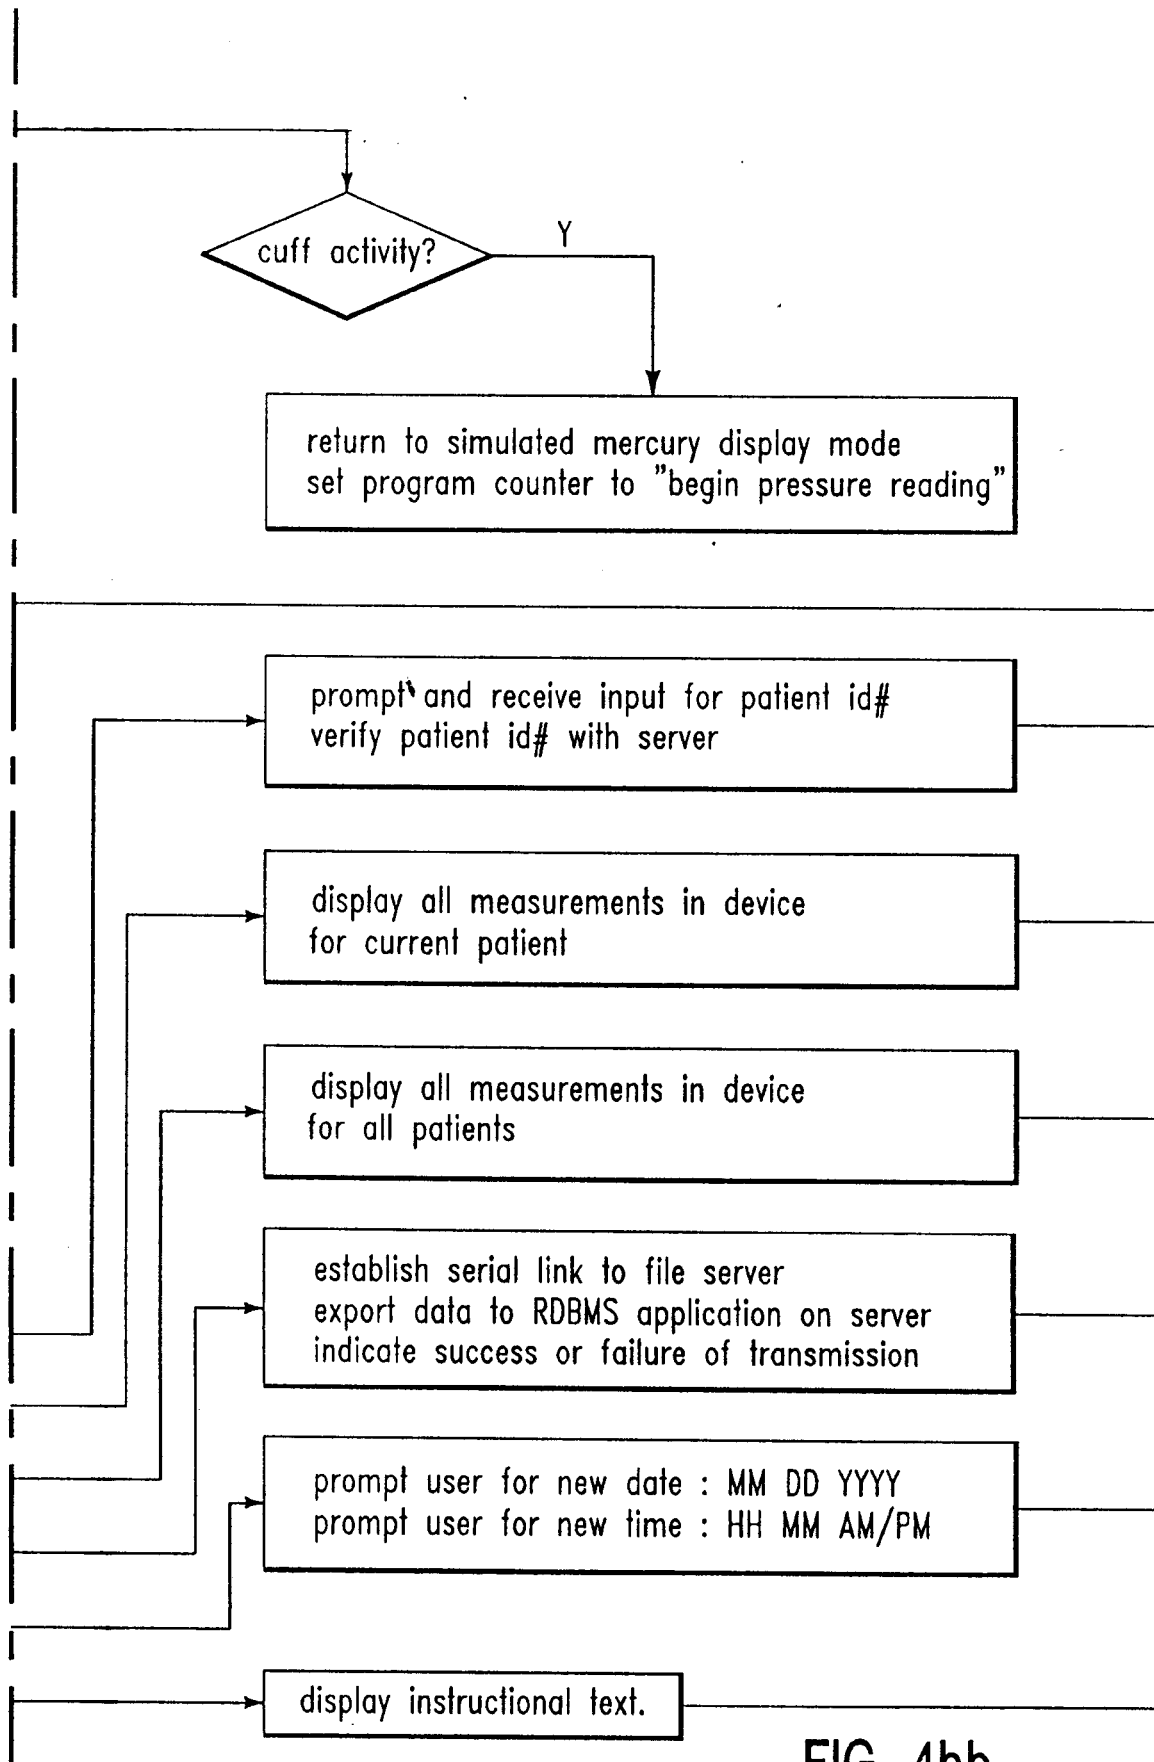 cuff activity?
Y
return to simulated mercury display mode
set program counter to "begin pressure reading"
prompt and receive input for patient id#
verify patient id# with server
display all measurements in device
for current patient
display all measurements in device
for all patients
establish serial link to file server
export data to RDBMS application on server
indicate success or failure of transmission
prompt user for new date : MM DD YYYY
prompt user for new time : HH MM AM/PM
display instructional text.
FIG. 4bb